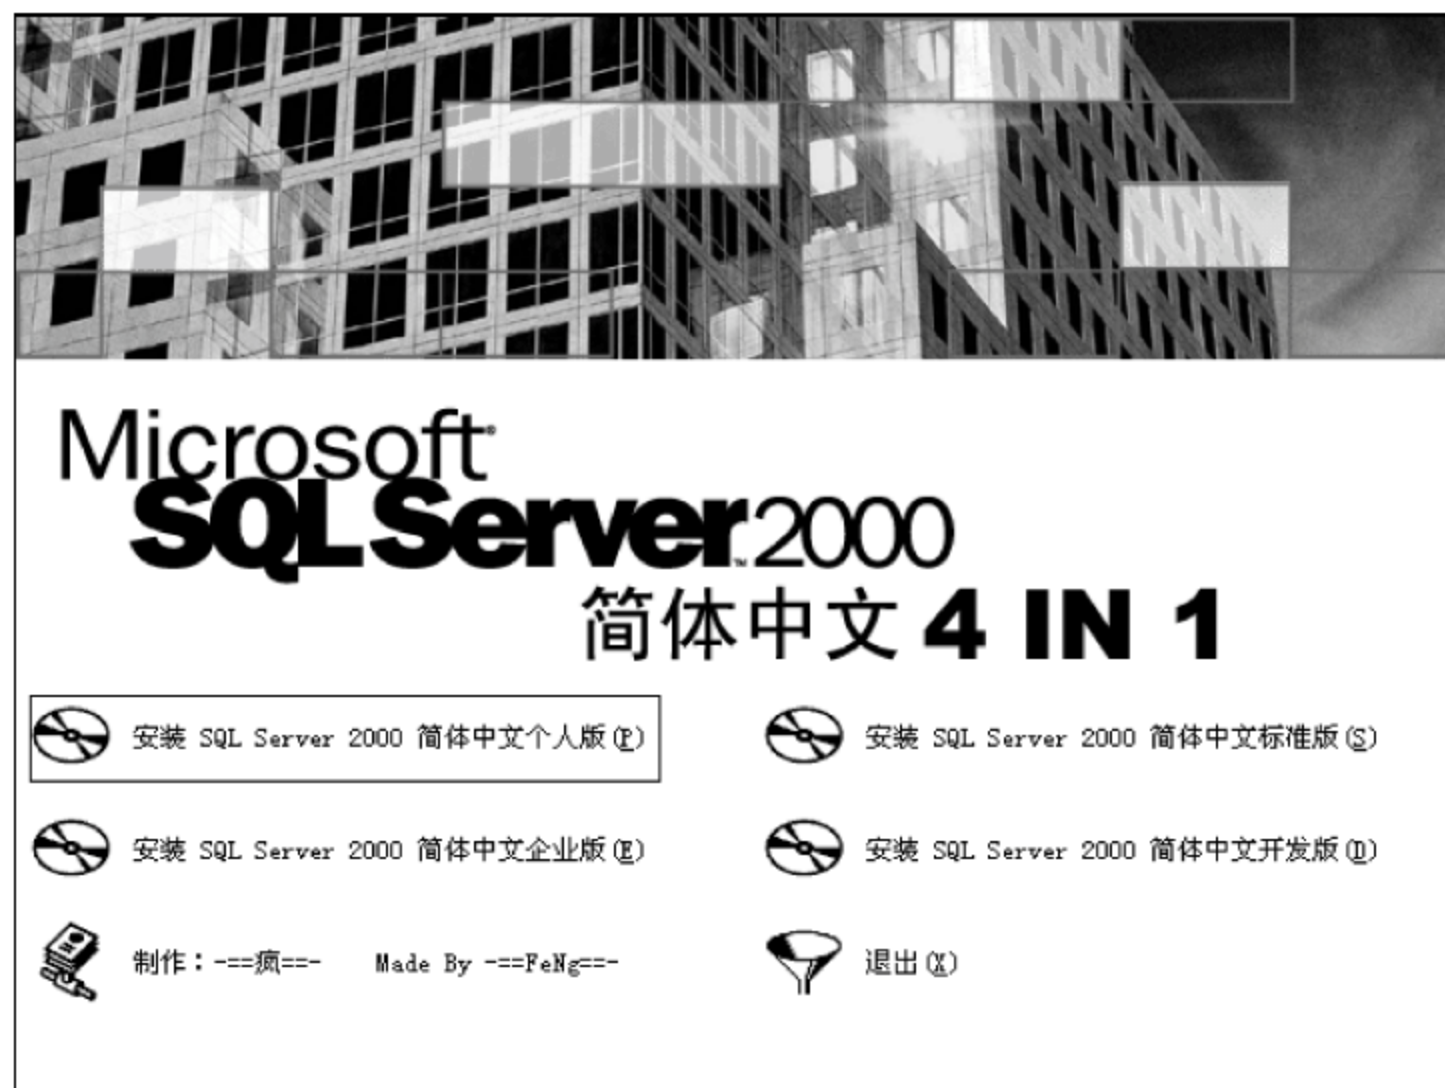 Microsoft®
SQL Server™ 2000
简体中文 4 IN 1
安装 SQL Server 2000 简体中文个人版(P)
安装 SQL Server 2000 简体中文标准版(S)
安装 SQL Server 2000 简体中文企业版(E)
安装 SQL Server 2000 简体中文开发版(D)
制作：-==疯==- Made By -==FeNg==-
退出(X)